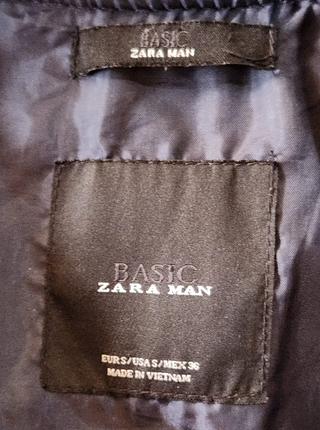 BASIC
ZARA MAN
BASIC
ZARA MAN
EUR S/USA S/MEX 36
MADE IN VIETNAM